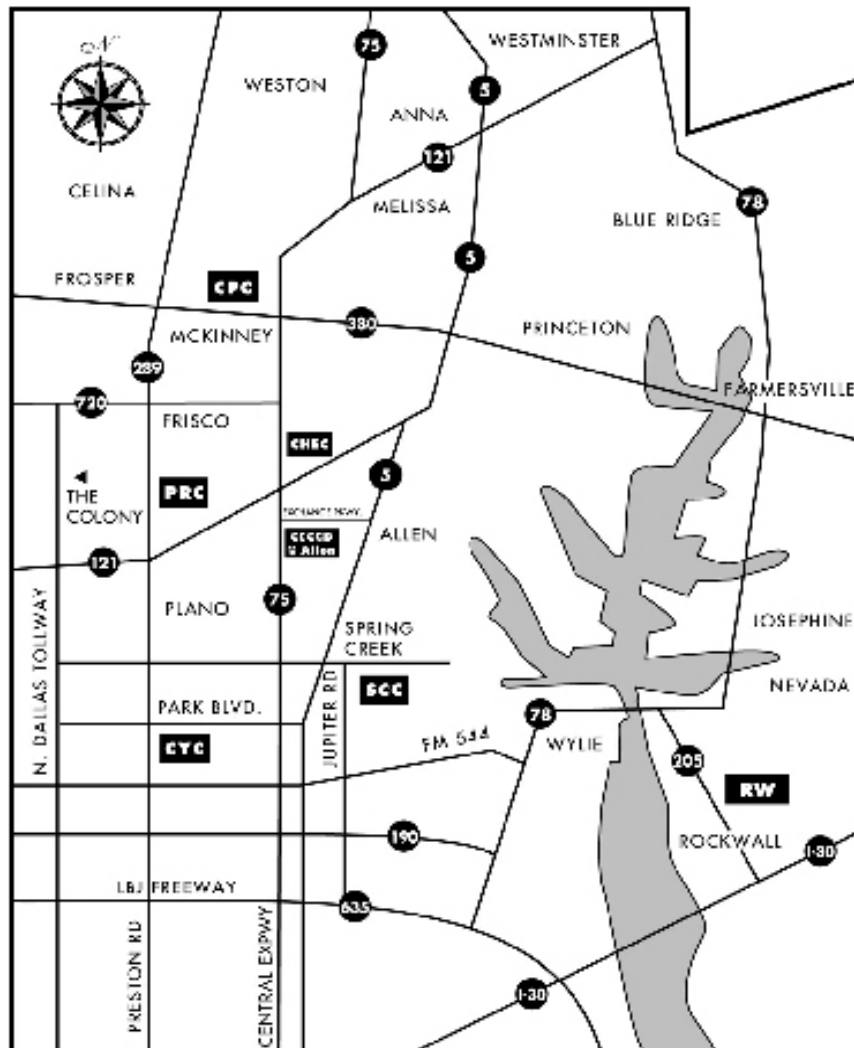 N
75
WESTMINSTER
WESTON
5
ANNA
121
CELINA
MELISSA
78
BLUE RIDGE
5
FROSPER
CPC
380
PRINCETON
MCKINNEY
289
FARMERSVILLE
720
FRISCO
CHEC
5
THE
COLONY
PRC
ALLEN
121
75
PLANO
JOSEPHINE
SPRING
CREEK
N. DALLAS TOLLWAY
JUPITER RD
SCC
NEVADA
PARK BLVD.
78
FM 544
WYLIE
CYC
205
RW
190
ROCKWALL
I-30
LBJ FREEWAY
635
PRESTON RD
CENTRAL EXPWY
I-30